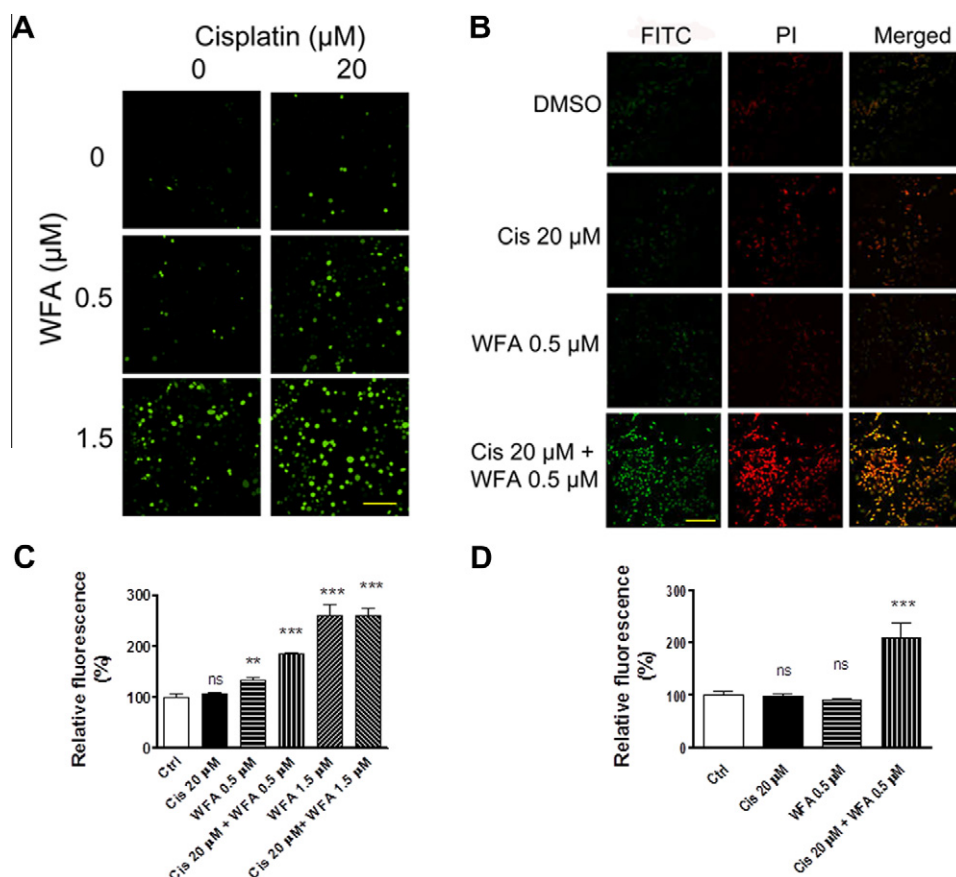 A
Cisplatin (µM)
0 20
WFA (µM)
0
0.5
1.5
B
FITC PI Merged
DMSO
Cis 20 µM
WFA 0.5 µM
Cis 20 µM +
WFA 0.5 µM
C
Relative fluorescence
(%)
300
200
100
0
ns
**
***
***
***
Ctrl
Cis 20 µM
WFA 0.5 µM
Cis 20 µM + WFA 0.5 µM
WFA 1.5 µM
Cis 20 µM+ WFA 1.5 µM
D
Relative fluorescence
(%)
300
200
100
0
ns
ns
***
Ctrl
Cis 20 µM
WFA 0.5 µM
Cis 20 µM + WFA 0.5 µM